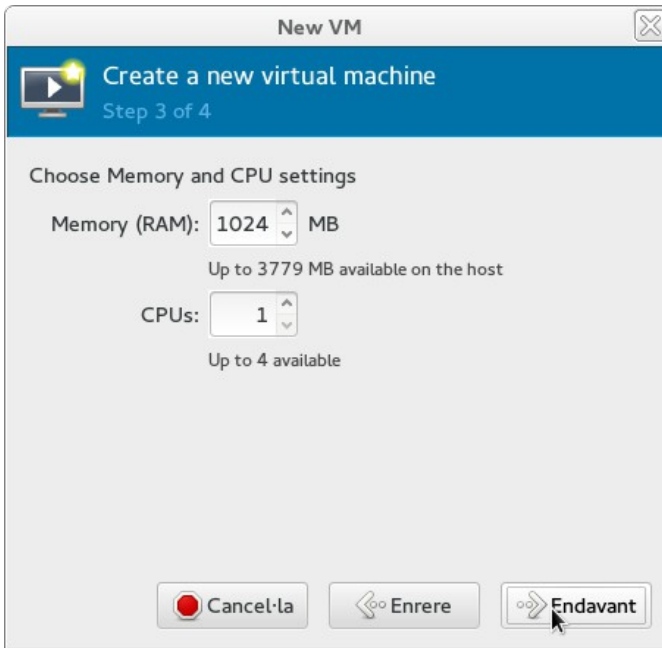 New VM
Create a new virtual machine
Step 3 of 4
Choose Memory and CPU settings
Memory (RAM): 1024 MB
Up to 3779 MB available on the host
CPUs: 1
Up to 4 available
Cancel·la Enrere Endavant